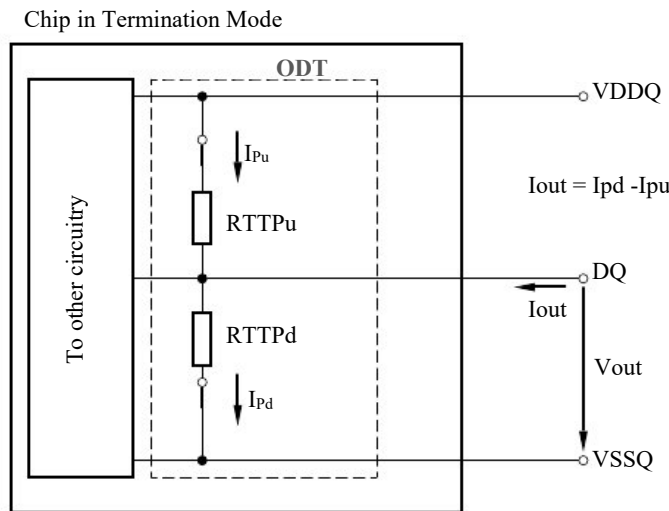 Chip in Termination Mode
ODT
VDDQ
IPu
Iout = Ipd -Ipu
RTTPu
To other circuitry
DQ
Iout
RTTPd
Vout
IPd
VSSQ